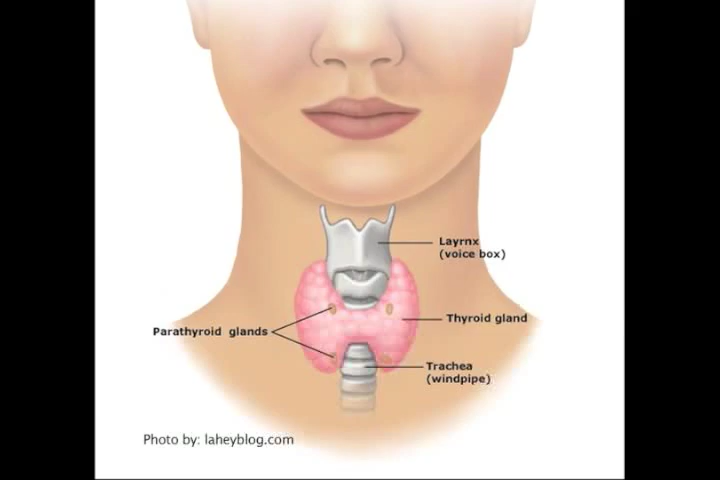 Layrnx
(voice box)
Thyroid gland
Parathyroid glands
Trachea
(windpipe)
Photo by: laheyblog.com